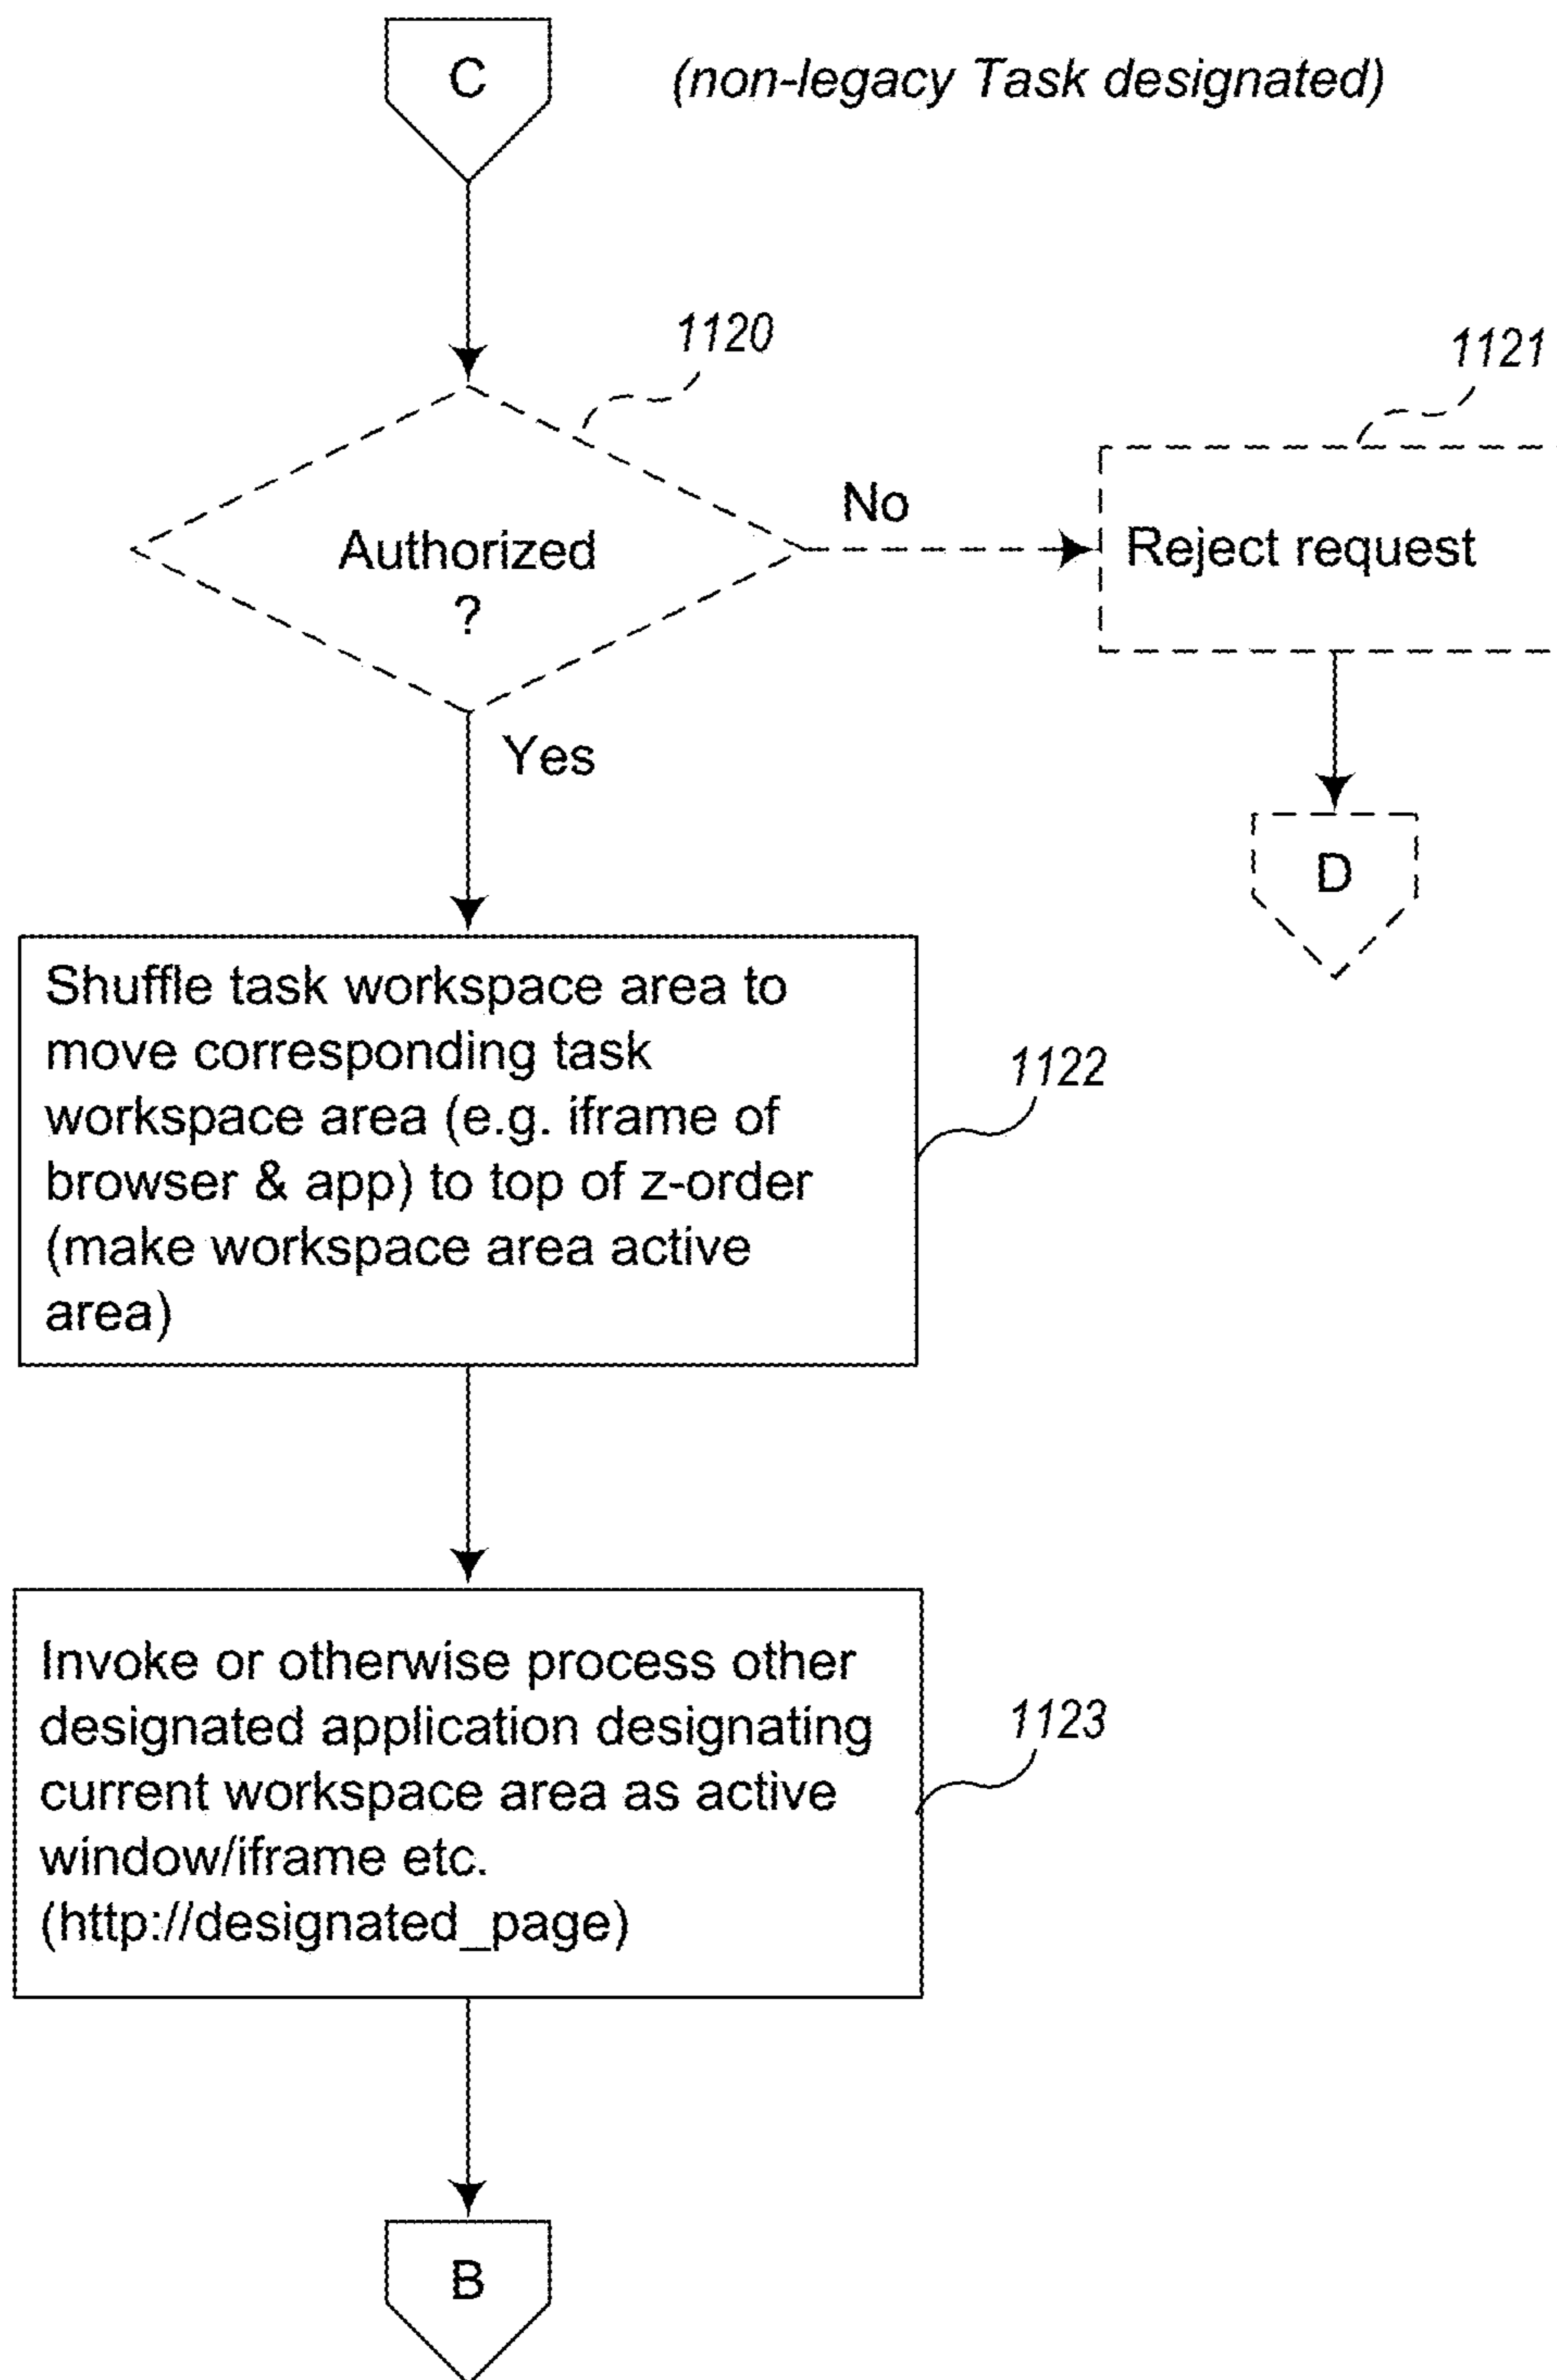 C
(non-legacy Task designated)
1120
1121
No
Authorized
?
Reject request
Yes
D
Shuffle task workspace area to
move corresponding task
workspace area (e.g. iframe of
browser & app) to top of z-order
(make workspace area active
area)
1122
Invoke or otherwise process other
designated application designating
current workspace area as active
window/iframe etc.
(http://designated_page)
1123
B